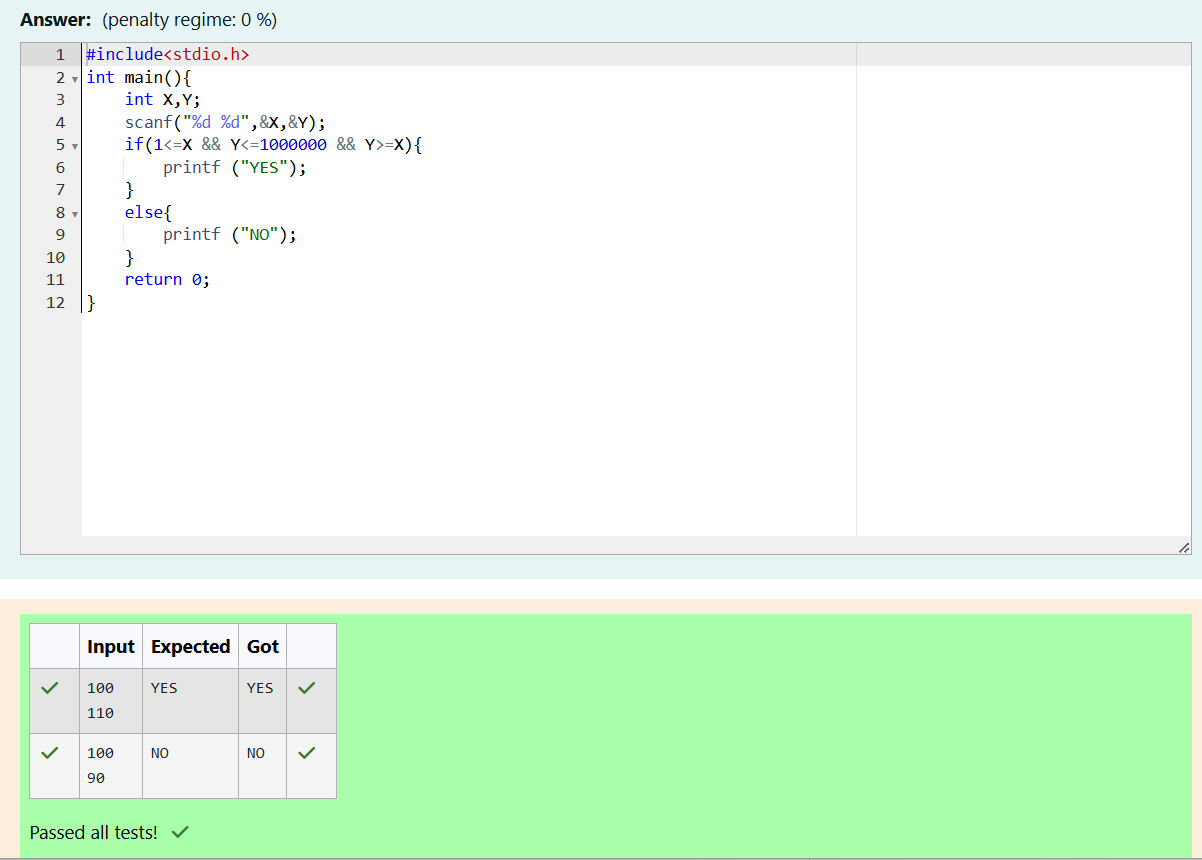 Answer: (penalty regime: 0 %)
1 #include<stdio.h>
2 int main(){
3     int X,Y;
4     scanf("%d %d",&X,&Y);
5     if(1<=X && Y<=1000000 && Y>=X){
6         printf ("YES");
7     }
8     else{
9         printf ("NO");
10     }
11     return 0;
12 }
Input Expected Got
100 YES YES
110
100 NO NO
90
Passed all tests!